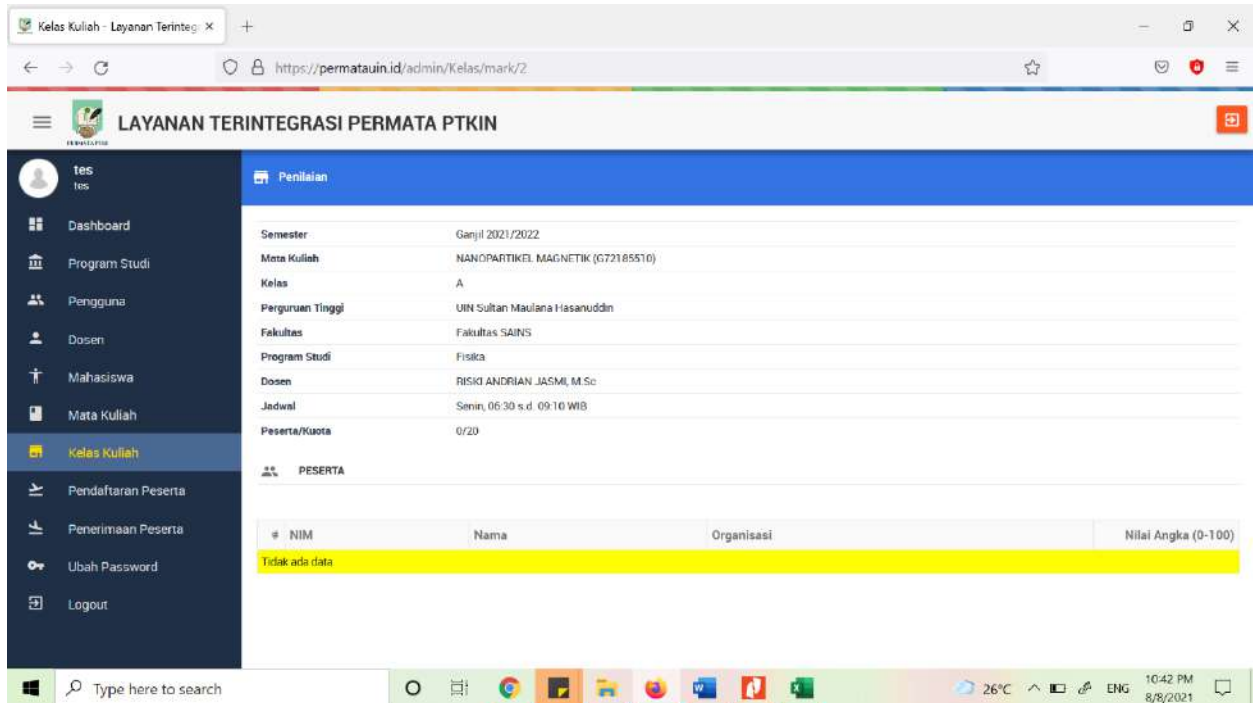 Kelas Kuliah - Layanan Terinteg
https://permatauin.id/admin/Kelas/mark/2
LAYANAN TERINTEGRASI PERMATA PTKIN
tes
tes
Penilaian
Dashboard
Program Studi
Pengguna
Dosen
Mahasiswa
Mata Kuliah
Kelas Kuliah
Pendaftaran Peserta
Penerimaan Peserta
Ubah Password
Logout
Semester Ganjil 2021/2022
Mata Kuliah NANOPARTIKEL MAGNETIK (G72185510)
Kelas A
Perguruan Tinggi UIN Sultan Maulana Hasanuddin
Fakultas Fakultas SAINS
Program Studi Fisika
Dosen RISKI ANDRIAN JASMI, M.Sc
Jadwal Senin, 06:30 s.d. 09:10 WIB
Peserta/Kuota 0/20
PESERTA
# NIM Nama Organisasi Nilai Angka (0-100)
Tidak ada data
Type here to search
26°C
ENG
10:42 PM
8/8/2021